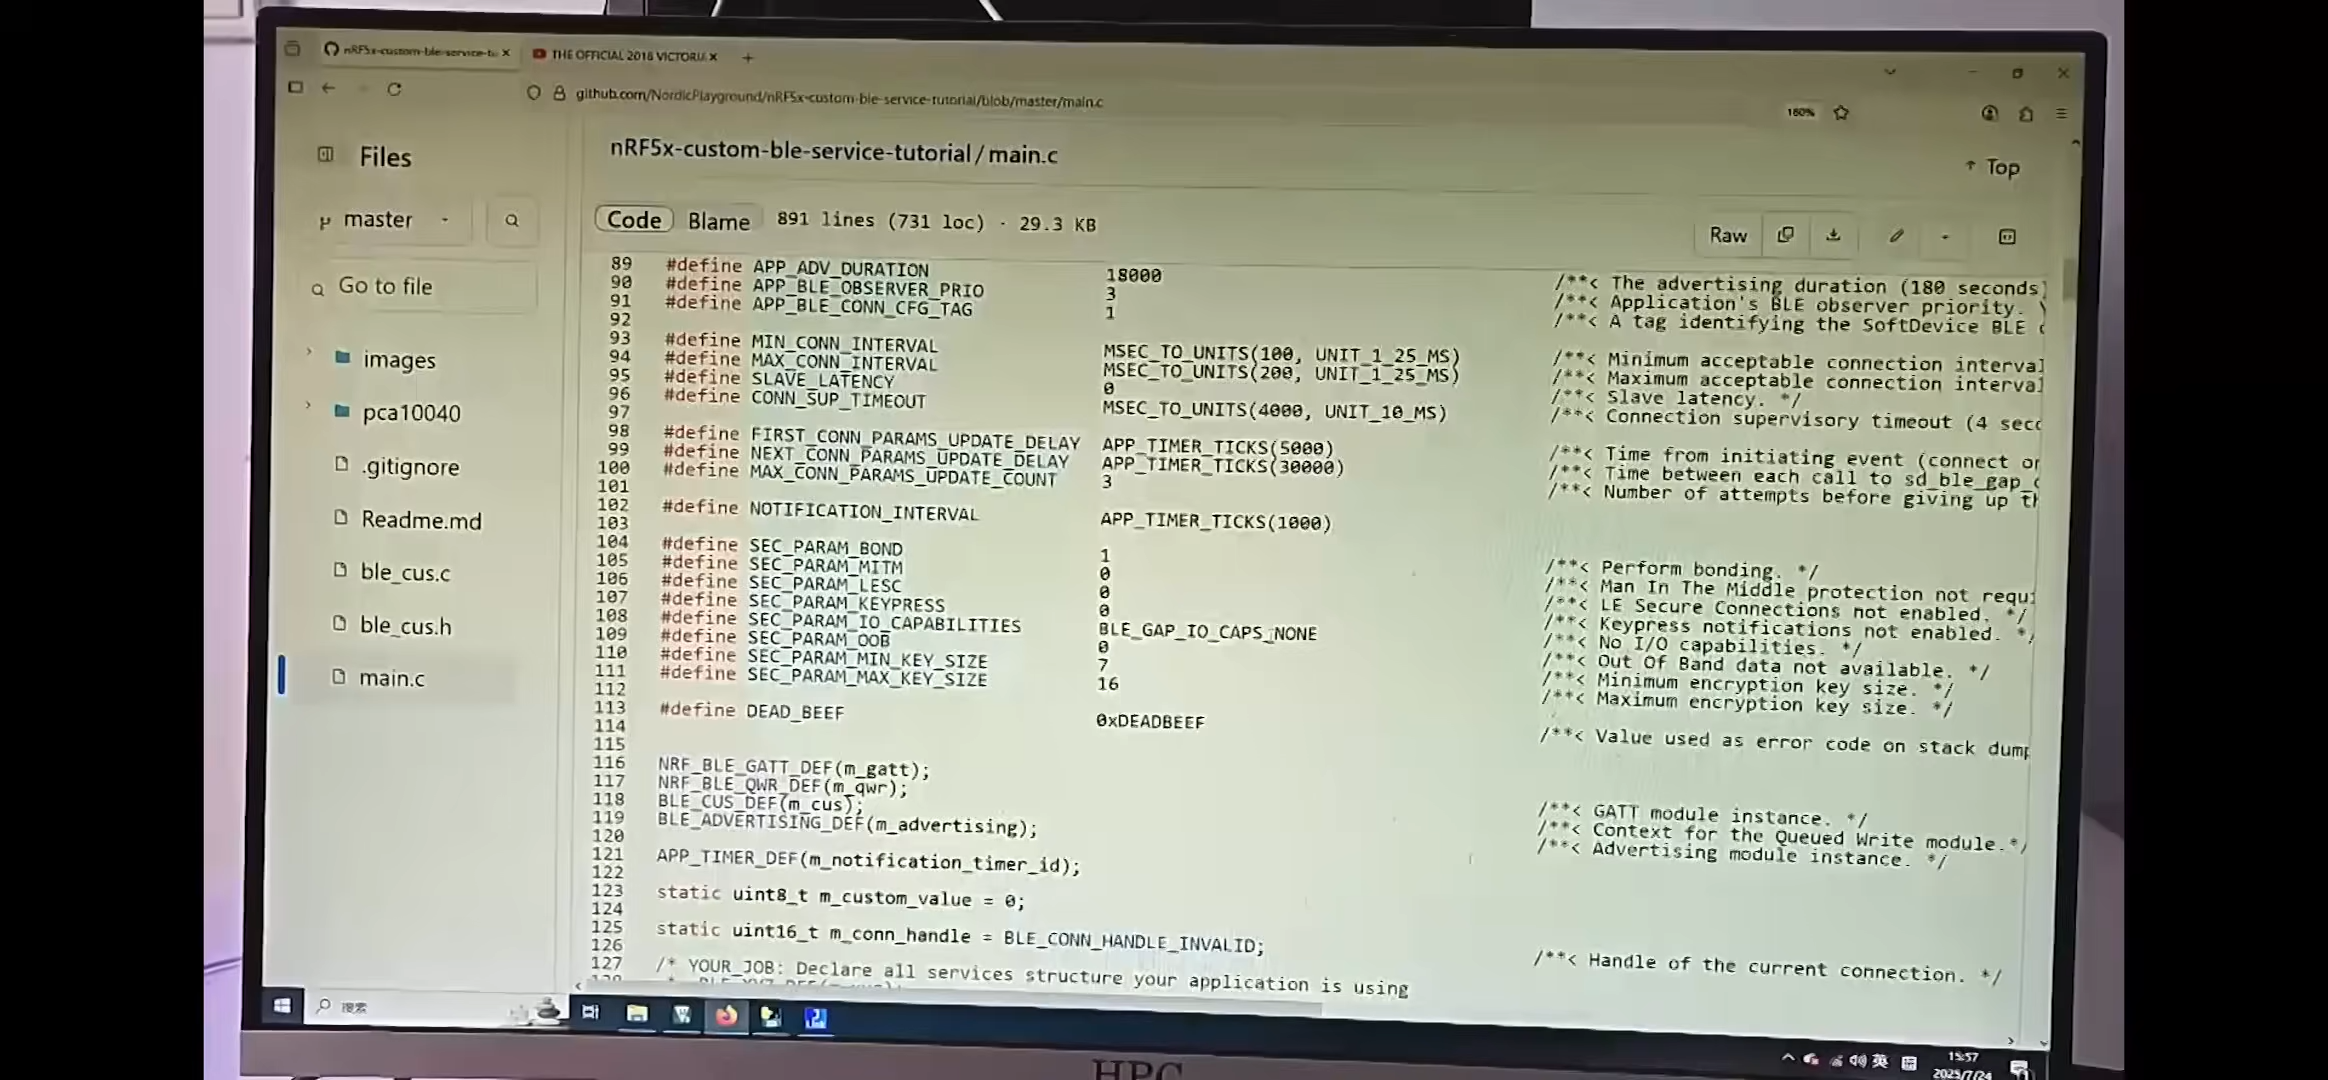 nRF5x-custom-ble-service-tu
THE OFFICIAL 2016 VICTORIA
github.com/NordicPlayground/nRF5x-custom-ble-service-tutorial/blob/master/main.c
160%
Files
nRF5x-custom-ble-service-tutorial / main.c
Top
master
Code Blame 891 lines (731 loc) · 29.3 KB
Raw
Go to file
images
pca10040
.gitignore
Readme.md
ble_cus.c
ble_cus.h
main.c
89 #define APP_ADV_DURATION 18000 /**< The advertising duration (180 seconds)
90 #define APP_BLE_OBSERVER_PRIO 3 /**< Application's BLE observer priority.
91 #define APP_BLE_CONN_CFG_TAG 1 /**< A tag identifying the SoftDevice BLE
92
93 #define MIN_CONN_INTERVAL MSEC_TO_UNITS(100, UNIT_1_25_MS) /**< Minimum acceptable connection interval
94 #define MAX_CONN_INTERVAL MSEC_TO_UNITS(200, UNIT_1_25_MS) /**< Maximum acceptable connection interval
95 #define SLAVE_LATENCY 0 /**< Slave latency. */
96 #define CONN_SUP_TIMEOUT MSEC_TO_UNITS(4000, UNIT_10_MS) /**< Connection supervisory timeout (4 sec
97
98 #define FIRST_CONN_PARAMS_UPDATE_DELAY APP_TIMER_TICKS(5000) /**< Time from initiating event (connect or
99 #define NEXT_CONN_PARAMS_UPDATE_DELAY APP_TIMER_TICKS(30000) /**< Time between each call to sd_ble_gap_c
100 #define MAX_CONN_PARAMS_UPDATE_COUNT 3 /**< Number of attempts before giving up th
101
102 #define NOTIFICATION_INTERVAL APP_TIMER_TICKS(1000)
103
104 #define SEC_PARAM_BOND 1 /**< Perform bonding. */
105 #define SEC_PARAM_MITM 0 /**< Man In The Middle protection not requi
106 #define SEC_PARAM_LESC 0 /**< LE Secure Connections not enabled. */
107 #define SEC_PARAM_KEYPRESS 0 /**< Keypress notifications not enabled. *
108 #define SEC_PARAM_IO_CAPABILITIES BLE_GAP_IO_CAPS_NONE /**< No I/O capabilities. */
109 #define SEC_PARAM_OOB 0 /**< Out Of Band data not available. */
110 #define SEC_PARAM_MIN_KEY_SIZE 7 /**< Minimum encryption key size. */
111 #define SEC_PARAM_MAX_KEY_SIZE 16 /**< Maximum encryption key size. */
112
113 #define DEAD_BEEF 0xDEADBEEF /**< Value used as error code on stack dump
114
115
116 NRF_BLE_GATT_DEF(m_gatt); /**< GATT module instance. */
117 NRF_BLE_QWR_DEF(m_qwr); /**< Context for the Queued Write module.*/
118 BLE_CUS_DEF(m_cus);
119 BLE_ADVERTISING_DEF(m_advertising); /**< Advertising module instance. */
120
121 APP_TIMER_DEF(m_notification_timer_id);
122
123 static uint8_t m_custom_value = 0;
124
125 static uint16_t m_conn_handle = BLE_CONN_HANDLE_INVALID; /**< Handle of the current connection. */
126
127 /* YOUR_JOB: Declare all services structure your application is using
搜索
英
15:57
2025/7/24
HPC